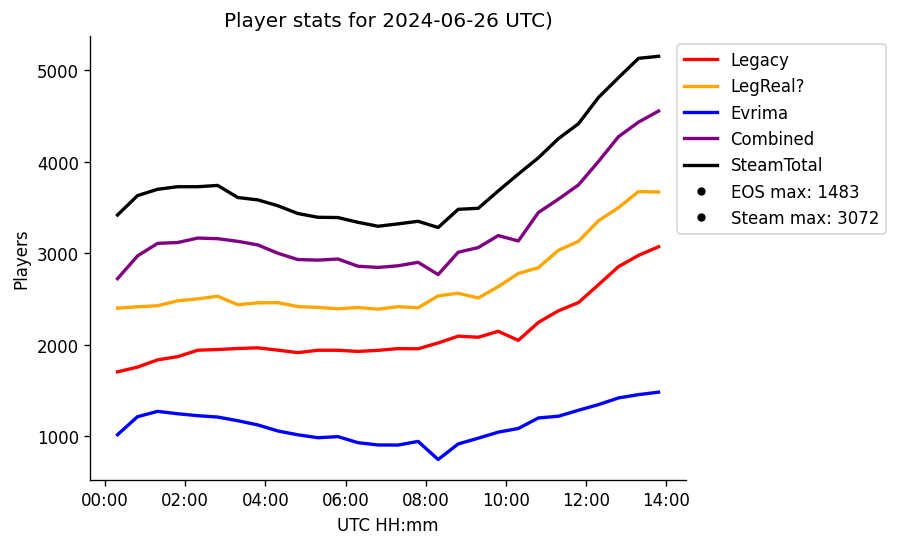 Player stats for 2024-06-26 UTC)
Legacy
LegReal?
Evrima
Combined
SteamTotal
EOS max: 1483
Steam max: 3072
Players
5000
4000
3000
2000
1000
00:00 02:00 04:00 06:00 08:00 10:00 12:00 14:00
UTC HH:mm